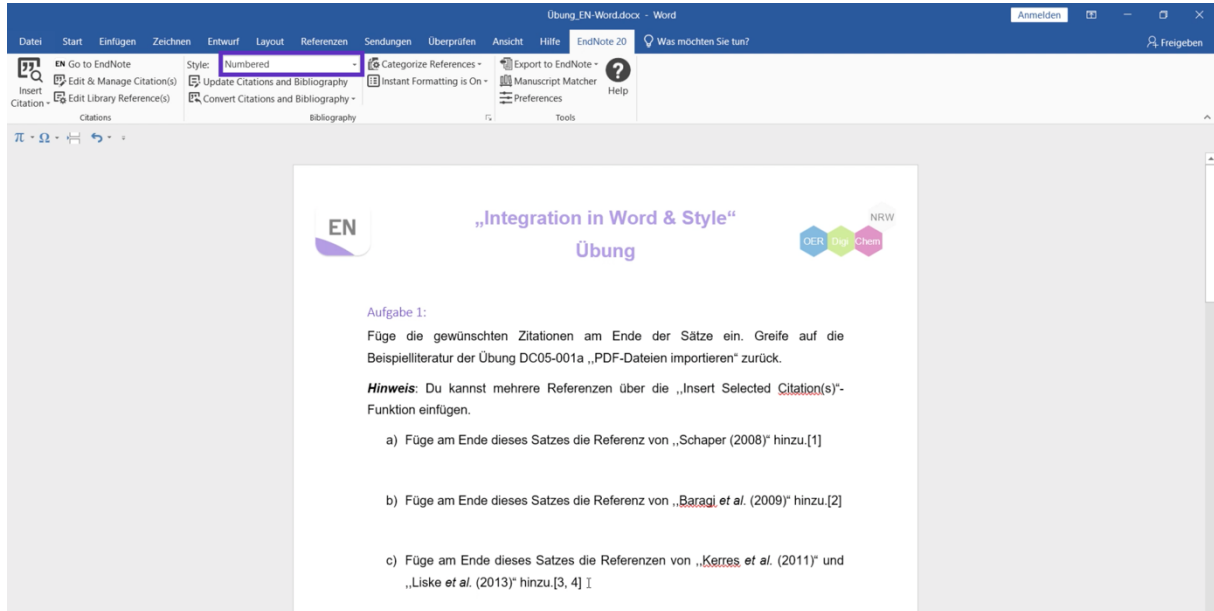 Übung_EN-Word.docx - Word
Anmelden
Datei Start Einfügen Zeichnen Entwurf Layout Referenzen Sendungen Überprüfen Ansicht Hilfe EndNote 20 Was möchten Sie tun? Freigeben
EN Go to EndNote
Edit & Manage Citation(s)
Edit Library Reference(s)
Insert
Citation
Citations
Style: Numbered
Update Citations and Bibliography
Convert Citations and Bibliography
Categorize References
Instant Formatting is On
Bibliography
Export to EndNote
Manuscript Matcher
Preferences
?
Help
Tools
π Ω
EN
„Integration in Word & Style“
Übung
NRW
OER Digi Chem
Aufgabe 1:
Füge die gewünschten Zitationen am Ende der Sätze ein. Greife auf die
Beispielliteratur der Übung DC05-001a ,,PDF-Dateien importieren“ zurück.
Hinweis: Du kannst mehrere Referenzen über die ,,Insert Selected Citation(s)“-
Funktion einfügen.
a) Füge am Ende dieses Satzes die Referenz von ,,Schaper (2008)“ hinzu.[1]
b) Füge am Ende dieses Satzes die Referenz von ,,Baragi et al. (2009)“ hinzu.[2]
c) Füge am Ende dieses Satzes die Referenzen von ,,Kerres et al. (2011)“ und
,,Liske et al. (2013)“ hinzu.[3, 4]